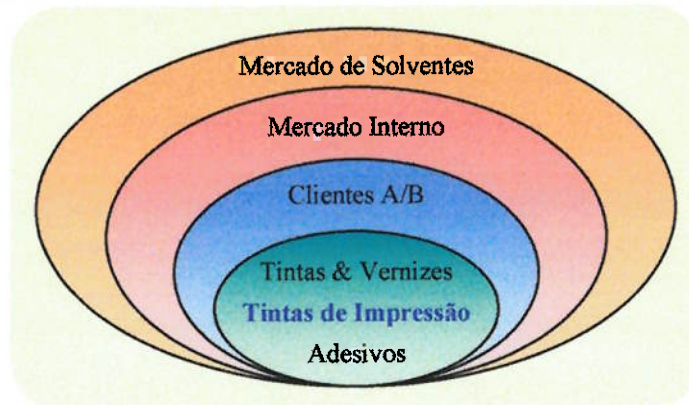 Mercado de Solventes
Mercado Interno
Clientes A/B
Tintas & Vernizes
Tintas de Impressão
Adesivos